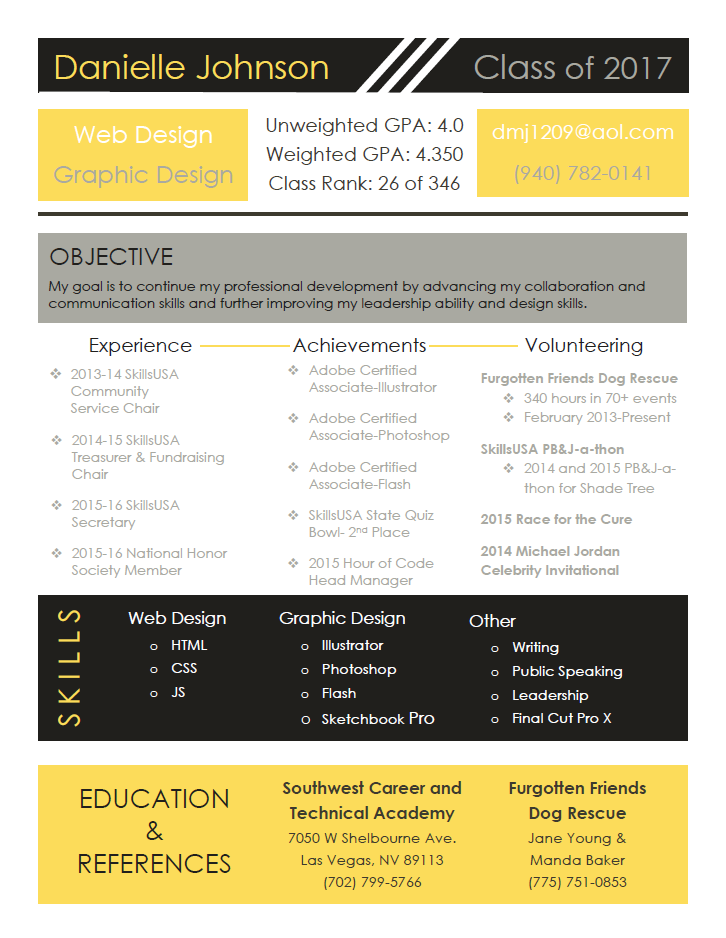 Danielle Johnson
Class of 2017
Web Design
Graphic Design
Unweighted GPA: 4.0
Weighted GPA: 4.350
Class Rank: 26 of 346
dmj1209@aol.com
(940) 782-0141
OBJECTIVE
My goal is to continue my professional development by advancing my collaboration and
communication skills and further improving my leadership ability and design skills.
Experience
❖ 2013-14 SkillsUSA
Community
Service Chair
❖ 2014-15 SkillsUSA
Treasurer & Fundraising
Chair
❖ 2015-16 SkillsUSA
Secretary
❖ 2015-16 National Honor
Society Member
Achievements
❖ Adobe Certified
Associate-Illustrator
❖ Adobe Certified
Associate-Photoshop
❖ Adobe Certified
Associate-Flash
❖ SkillsUSA State Quiz
Bowl- 2nd Place
❖ 2015 Hour of Code
Head Manager
Volunteering
Furgotten Friends Dog Rescue
❖ 340 hours in 70+ events
❖ February 2013-Present
SkillsUSA PB&J-a-thon
❖ 2014 and 2015 PB&J-a-
thon for Shade Tree
2015 Race for the Cure
2014 Michael Jordan
Celebrity Invitational
SKILLS
Web Design
o HTML
o CSS
o JS
Graphic Design
o Illustrator
o Photoshop
o Flash
o Sketchbook Pro
Other
o Writing
o Public Speaking
o Leadership
o Final Cut Pro X
EDUCATION
&
REFERENCES
Southwest Career and
Technical Academy
7050 W Shelbourne Ave.
Las Vegas, NV 89113
(702) 799-5766
Furgotten Friends
Dog Rescue
Jane Young &
Manda Baker
(775) 751-0853